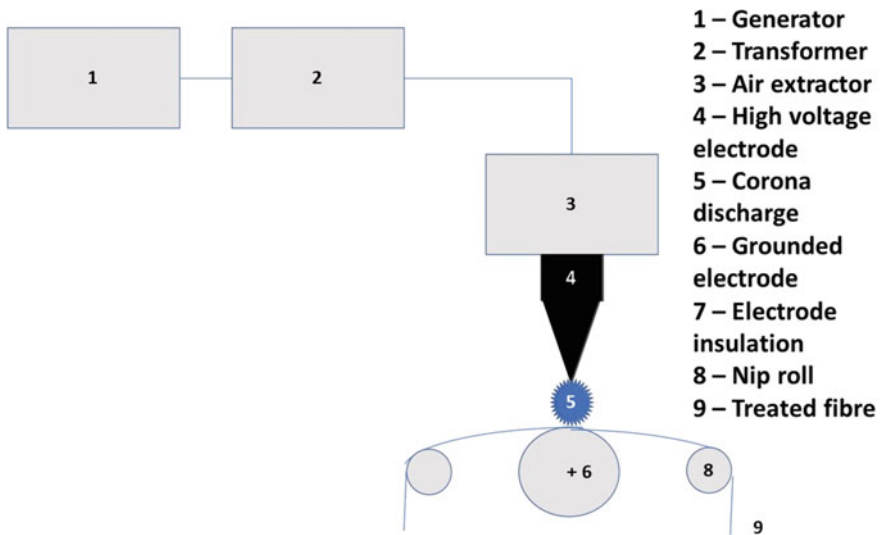 1
2
3
4
5
+ 6
8
9
1 – Generator
2 – Transformer
3 – Air extractor
4 – High voltage
electrode
5 – Corona
discharge
6 – Grounded
electrode
7 – Electrode
insulation
8 – Nip roll
9 – Treated fibre